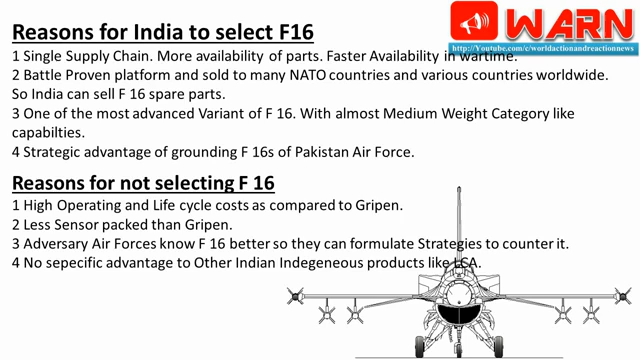 Reasons for India to select F16
WARN
http://Youtube.com/c/worldactionandreactionnews
1 Single Supply Chain. More availability of parts. Faster Availability in wartime.
2 Battle Proven platform and sold to many NATO countries and various countries worldwide.
So India can sell F 16 spare parts.
3 One of the most advanced Variant of F 16. With almost Medium Weight Category like
capabilties.
4 Strategic advantage of grounding F 16s of Pakistan Air Force.
Reasons for not selecting F 16
1 High Operating and Life cycle costs as compared to Gripen.
2 Less Sensor packed than Gripen.
3 Adversary Air Forces know F 16 better so they can formulate Strategies to counter it.
4 No sepecific advantage to Other Indian Indegeneous products like LCA.